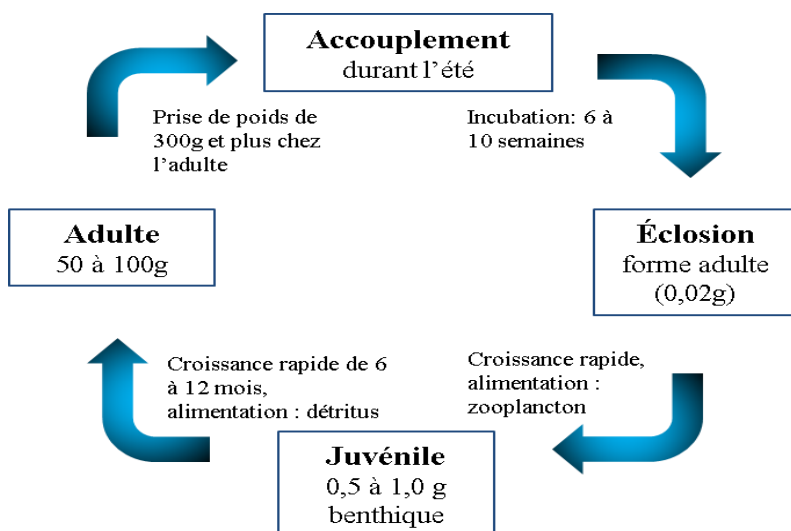 Accouplement
durant l'été
Prise de poids de
300g et plus chez
l'adulte
Incubation: 6 à
10 semaines
Adulte
50 à 100g
Éclosion
forme adulte
(0,02g)
Croissance rapide de 6
à 12 mois,
alimentation : détritus
Croissance rapide,
alimentation :
zooplancton
Juvénile
0,5 à 1,0 g
benthique